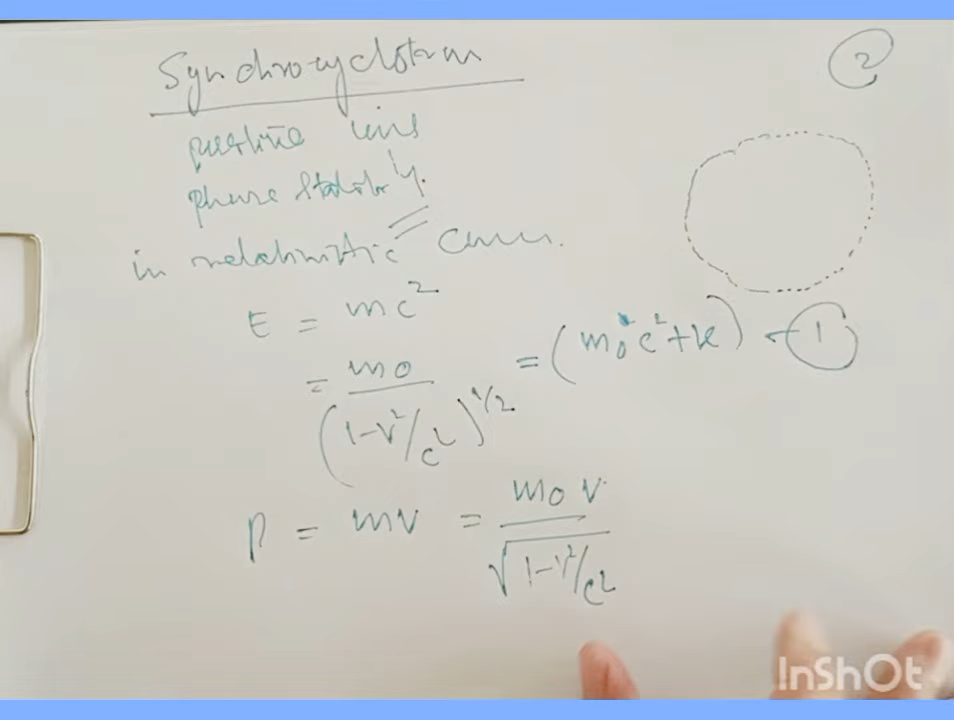 Synchrocyclotron
2
positive ions
phase stability.
in relativistic case.
E = mc²
= m₀ / (1-v²/c²)^1/2 = (m₀c²+k) - 1
P = mv = m₀v / √1-v²/c²
InShOt